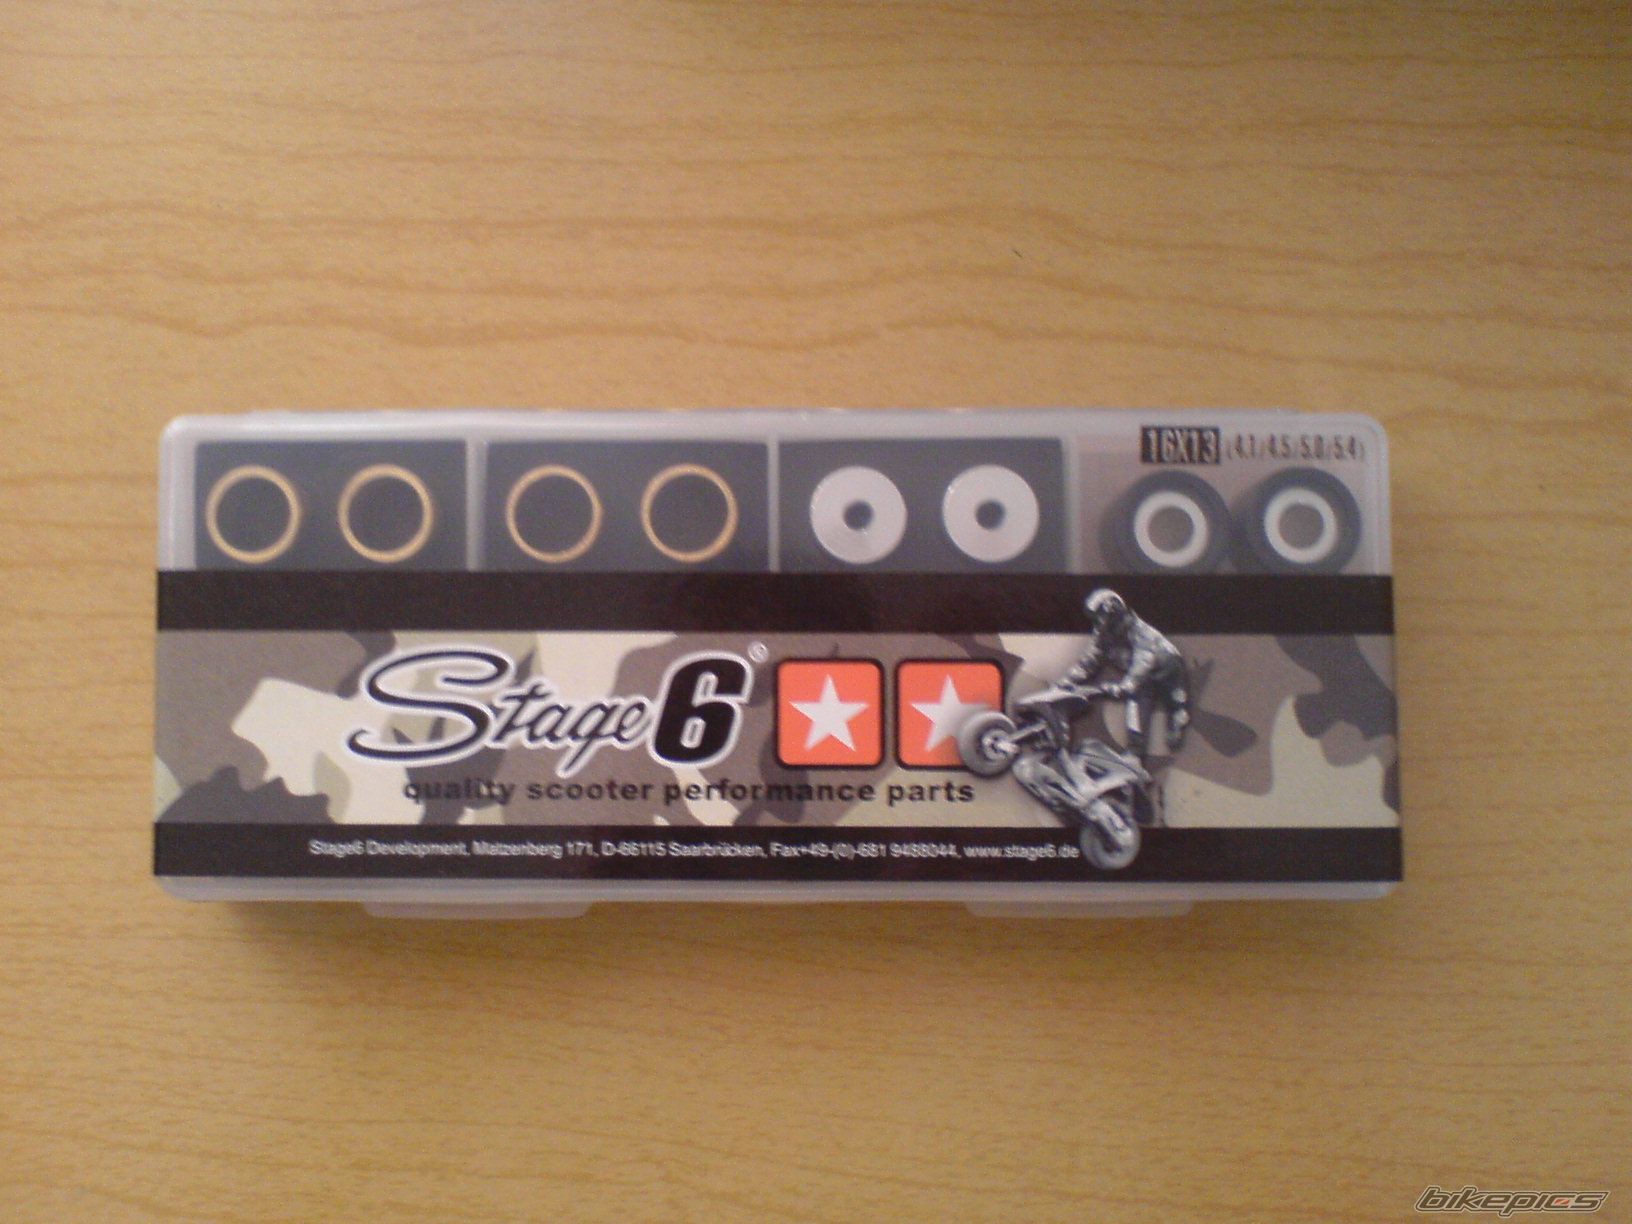 16X13 (4.1/4.5/5.0/5.4)
Stage6®
quality scooter performance parts
Stage6 Development, Matzenberg 171, D-66115 Saarbrücken, Fax+49-(0)-681 9488044, www.stage6.de
bikepics